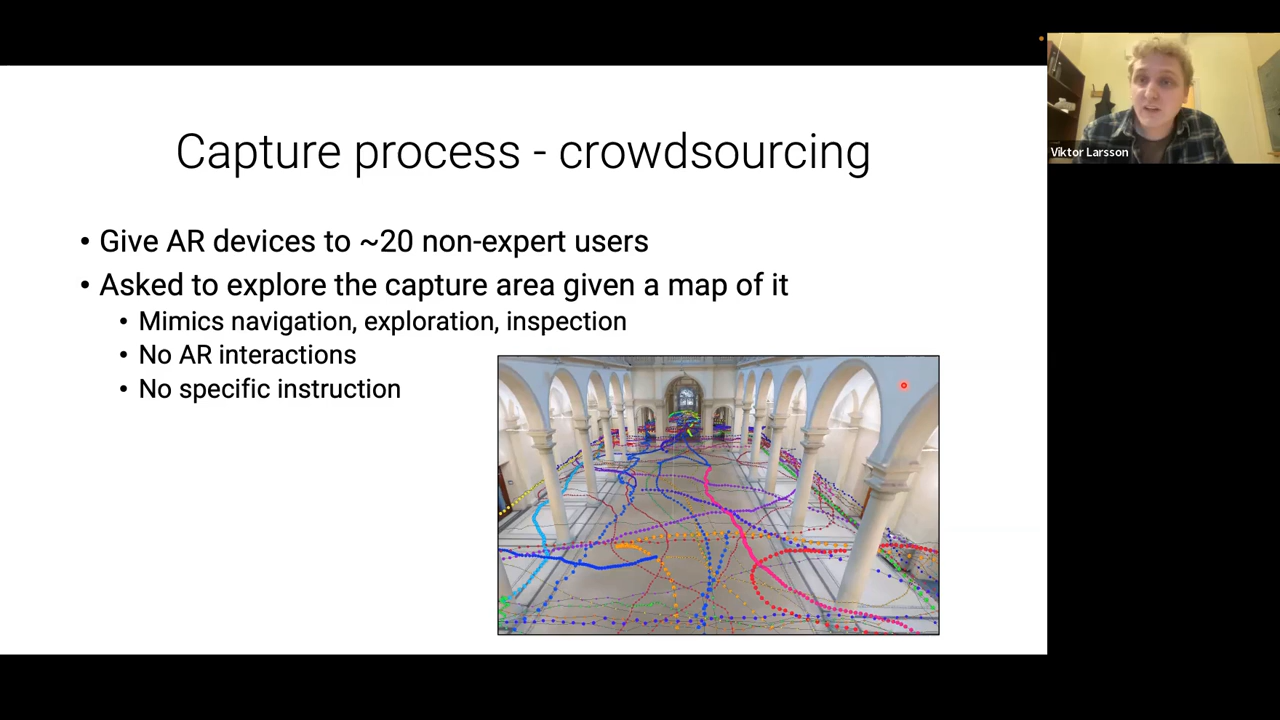 Capture process - crowdsourcing
• Give AR devices to ~20 non-expert users
• Asked to explore the capture area given a map of it
• Mimics navigation, exploration, inspection
• No AR interactions
• No specific instruction
Viktor Larsson